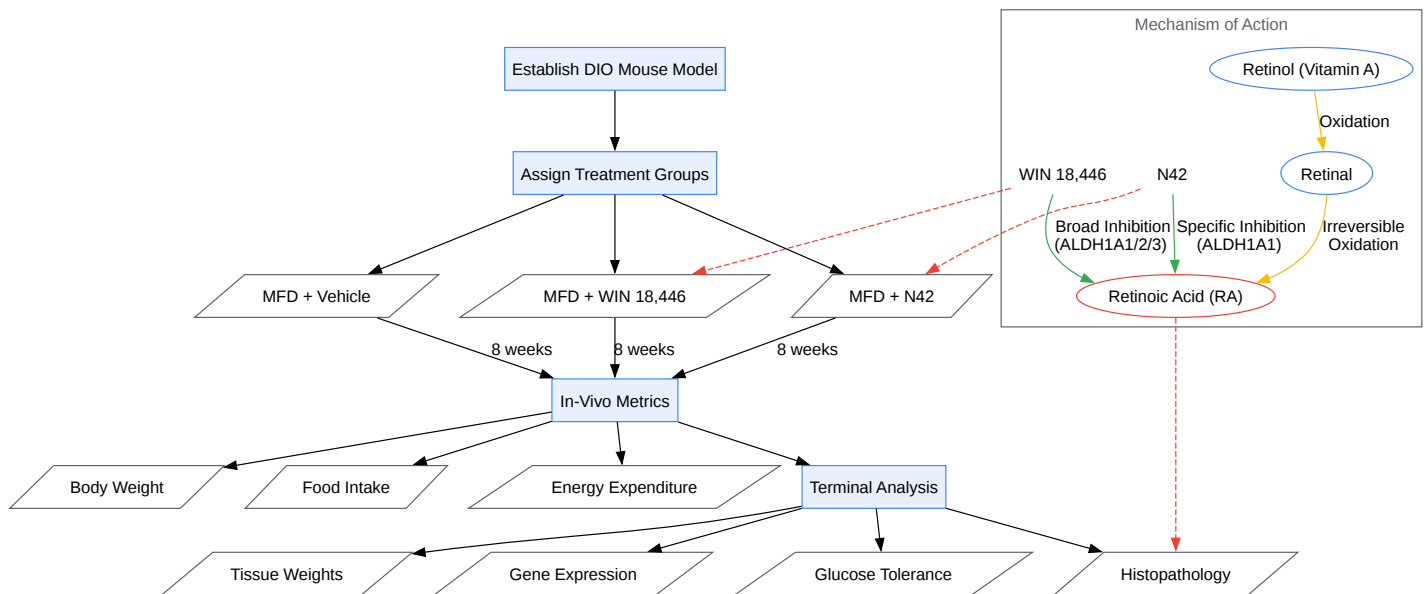 Mechanism of Action
Establish DIO Mouse Model
Retinol (Vitamin A)
Oxidation
Assign Treatment Groups
WIN 18,446
N42
Retinal
Broad Inhibition
(ALDH1A1/2/3)
Specific Inhibition
(ALDH1A1)
Irreversible
Oxidation
MFD + Vehicle
MFD + WIN 18,446
MFD + N42
Retinoic Acid (RA)
8 weeks
8 weeks
8 weeks
In-Vivo Metrics
Body Weight
Food Intake
Energy Expenditure
Terminal Analysis
Tissue Weights
Gene Expression
Glucose Tolerance
Histopathology